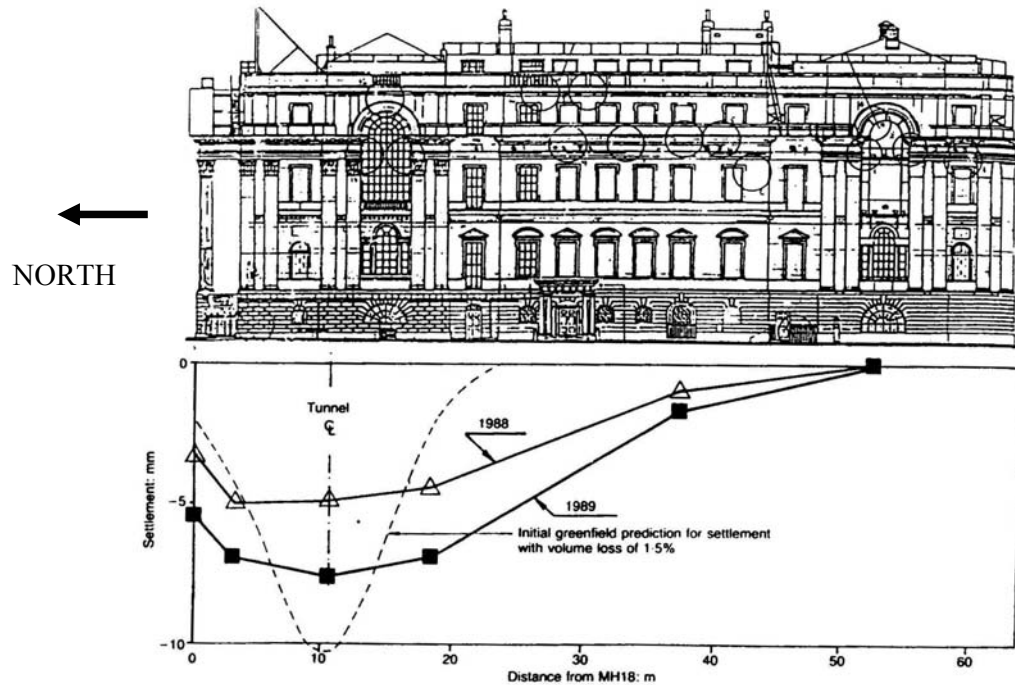 NORTH
0
Tunnel
℄
1988
-5
1989
Initial greenfield prediction for settlement
with volume loss of 1·5%
-10
Settlement: mm
0
10
20
30
40
50
60
Distance from MH18: m